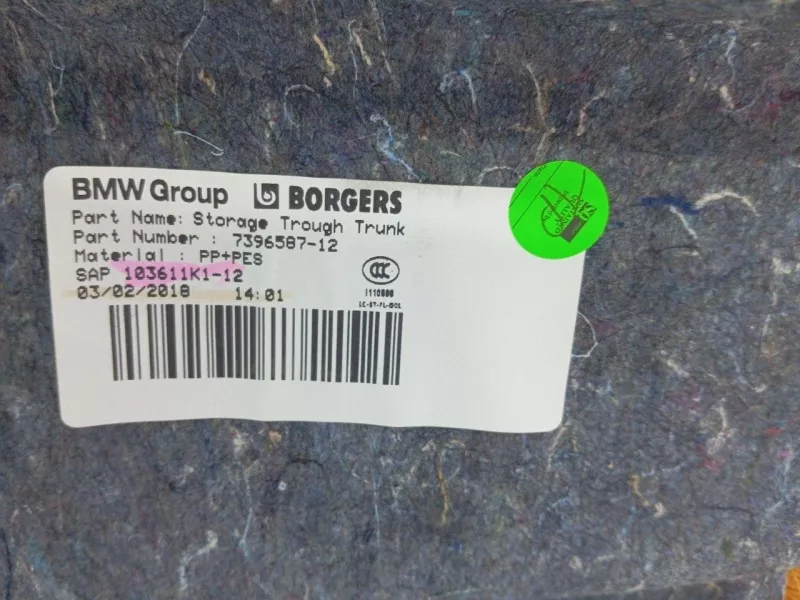 BMW Group BORGERS
Part Name: Storage Trough Trunk
Part Number : 7396587-12
Material : PP+PES
SAP 103611K1-12
03/02/2018 14:01
CCC